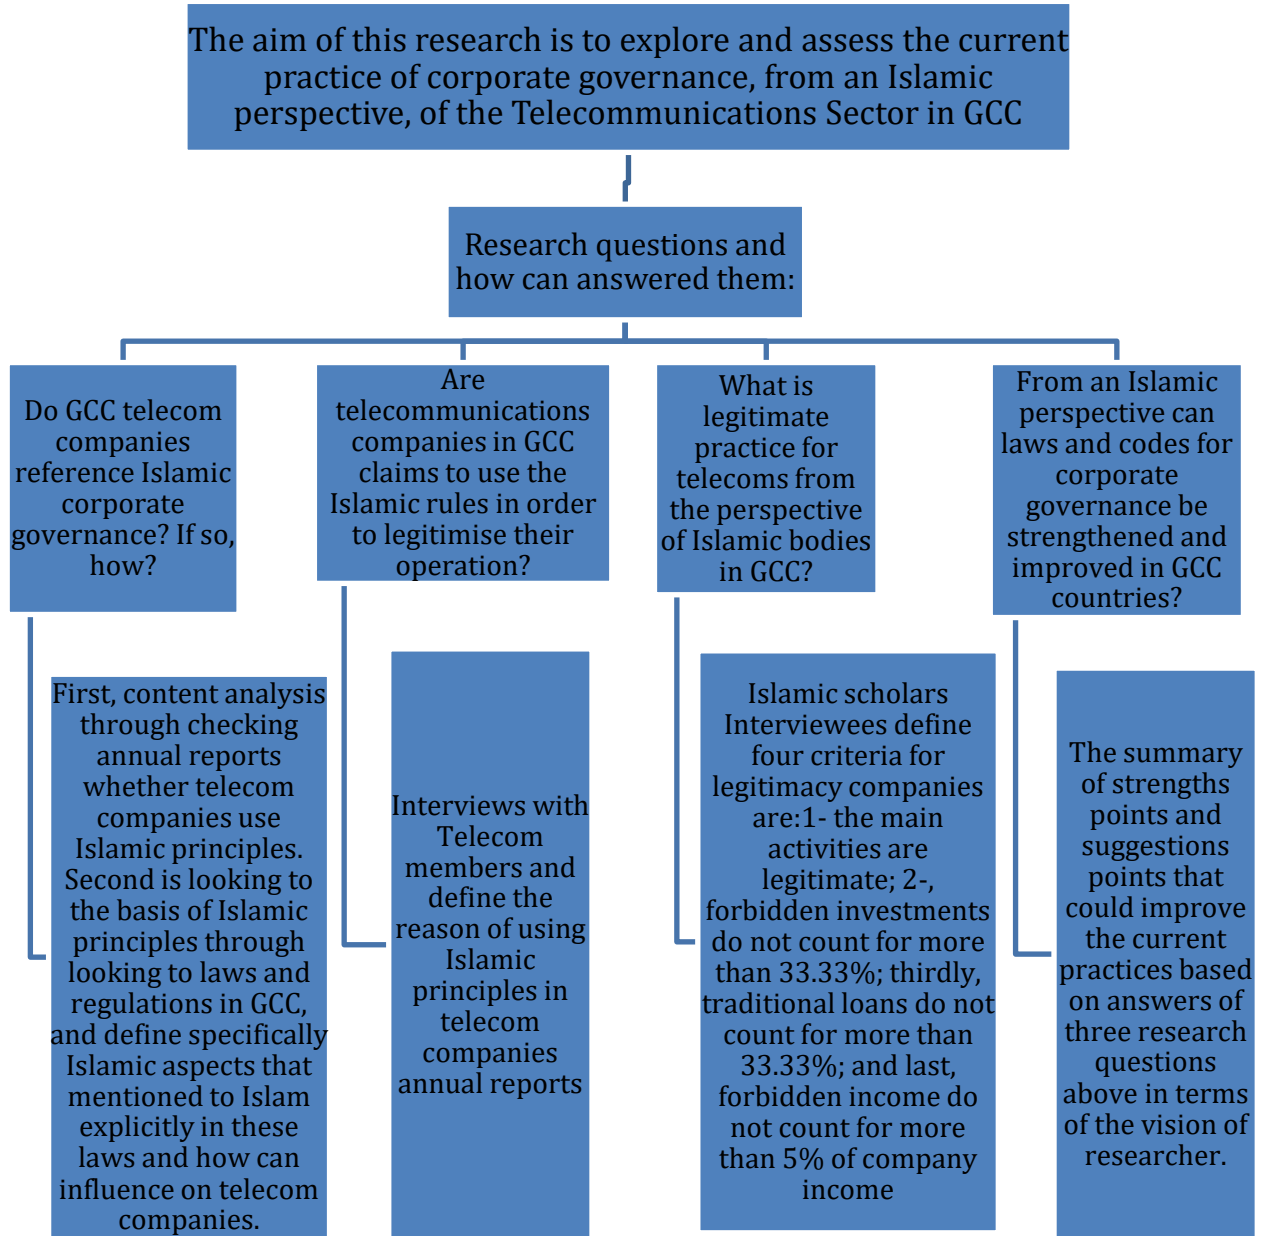 The aim of this research is to explore and assess the current
practice of corporate governance, from an Islamic
perspective, of the Telecommunications Sector in GCC
Research questions and
how can answered them:
Do GCC telecom
companies
reference Islamic
corporate
governance? If so,
how?
Are
telecommunications
companies in GCC
claims to use the
Islamic rules in order
to legitimise their
operation?
What is
legitimate
practice for
telecoms from
the perspective
of Islamic bodies
in GCC?
From an Islamic
perspective can
laws and codes for
corporate
governance be
strengthened and
improved in GCC
countries?
First, content analysis
through checking
annual reports
whether telecom
companies use
Islamic principles.
Second is looking to
the basis of Islamic
principles through
looking to laws and
regulations in GCC,
and define specifically
Islamic aspects that
mentioned to Islam
explicitly in these
laws and how can
influence on telecom
companies.
Interviews with
Telecom
members and
define the
reason of using
Islamic
principles in
telecom
companies
annual reports
Islamic scholars
Interviewees define
four criteria for
legitimacy companies
are:1- the main
activities are
legitimate; 2-,
forbidden investments
do not count for more
than 33.33%; thirdly,
traditional loans do not
count for more than
33.33%; and last,
forbidden income do
not count for more
than 5% of company
income
The summary
of strengths
points and
suggestions
points that
could improve
the current
practices based
on answers of
three research
questions
above in terms
of the vision of
researcher.